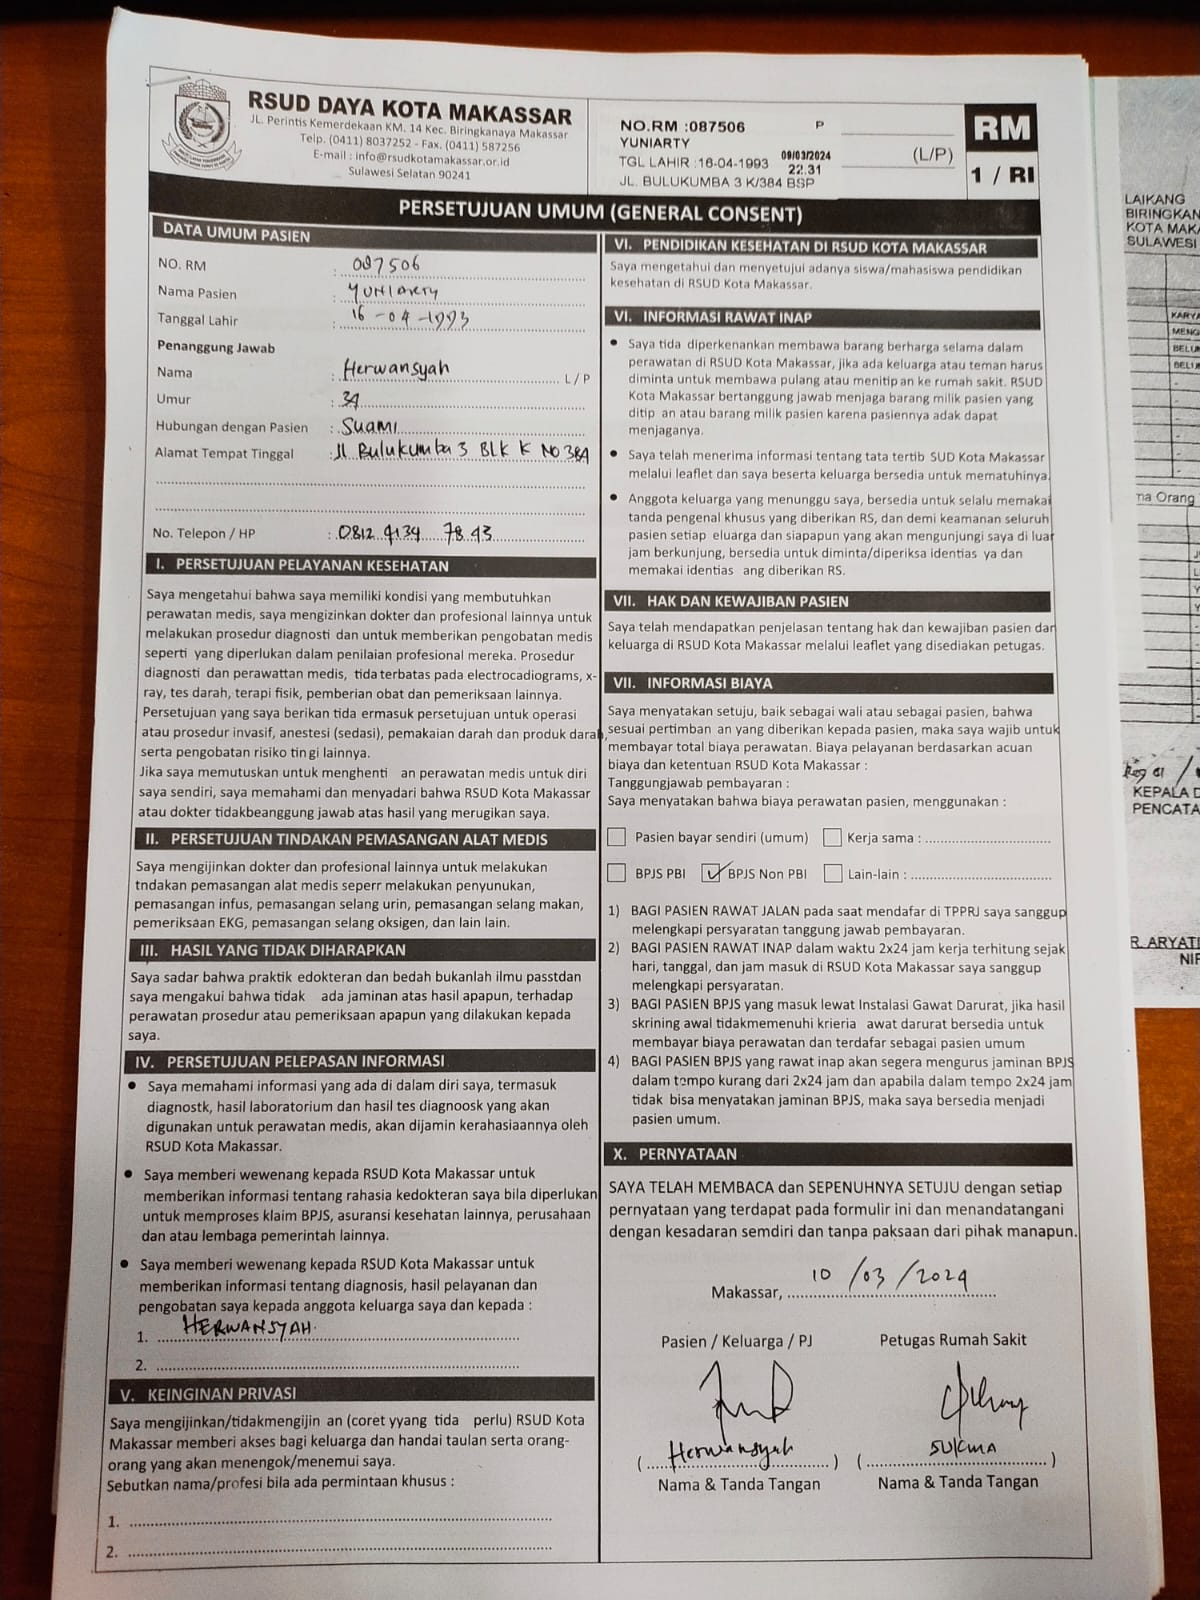 RSUD DAYA KOTA MAKASSAR
JL. Perintis Kemerdekaan KM. 14 Kec. Biringkanaya Makassar
Telp. (0411) 8037252 - Fax. (0411) 587256
E-mail : info@rsudkotamakassar.or.id
Sulawesi Selatan 90241
NO.RM :087506 P
YUNIARTY
(L/P)
TGL LAHIR :16-04-1993 09/03/2024
22.31
JL. BULUKUMBA 3 K/384 BSP
RM
1 / RI
PERSETUJUAN UMUM (GENERAL CONSENT)
DATA UMUM PASIEN
NO. RM : 087506
Nama Pasien : YUNIARTY
Tanggal Lahir : 16-04-1993
Penanggung Jawab
Nama : Herwansyah L / P
Umur : 34
Hubungan dengan Pasien : SUAMI
Alamat Tempat Tinggal : Jl Bulukumba 3 BLK K NO 384
No. Telepon / HP : 0812 4134 78 43
I. PERSETUJUAN PELAYANAN KESEHATAN
Saya mengetahui bahwa saya memiliki kondisi yang membutuhkan
perawatan medis, saya mengizinkan dokter dan profesional lainnya untuk
melakukan prosedur diagnosti dan untuk memberikan pengobatan medis
seperti yang diperlukan dalam penilaian profesional mereka. Prosedur
diagnosti dan perawattan medis, tida terbatas pada electrocadiograms, x-
ray, tes darah, terapi fisik, pemberian obat dan pemeriksaan lainnya.
Persetujuan yang saya berikan tida ermasuk persetujuan untuk operasi
atau prosedur invasif, anestesi (sedasi), pemakaian darah dan produk darah,
serta pengobatan risiko tingi lainnya.
Jika saya memutuskan untuk menghenti an perawatan medis untuk diri
saya sendiri, saya memahami dan menyadari bahwa RSUD Kota Makassar
atau dokter tidakbeanggung jawab atas hasil yang merugikan saya.
II. PERSETUJUAN TINDAKAN PEMASANGAN ALAT MEDIS
Saya mengijinkan dokter dan profesional lainnya untuk melakukan
tndakan pemasangan alat medis seperr melakukan penyunukan,
pemasangan infus, pemasangan selang urin, pemasangan selang makan,
pemeriksaan EKG, pemasangan selang oksigen, dan lain lain.
III. HASIL YANG TIDAK DIHARAPKAN
Saya sadar bahwa praktik edokteran dan bedah bukanlah ilmu passtdan
saya mengakui bahwa tidak ada jaminan atas hasil apapun, terhadap
perawatan prosedur atau pemeriksaan apapun yang dilakukan kepada
saya.
IV. PERSETUJUAN PELEPASAN INFORMASI
• Saya memahami informasi yang ada di dalam diri saya, termasuk
diagnostk, hasil laboratorium dan hasil tes diagnoosk yang akan
digunakan untuk perawatan medis, akan dijamin kerahasiaannya oleh
RSUD Kota Makassar.
• Saya memberi wewenang kepada RSUD Kota Makassar untuk
memberikan informasi tentang rahasia kedokteran saya bila diperlukan
untuk memproses klaim BPJS, asuransi kesehatan lainnya, perusahaan
dan atau lembaga pemerintah lainnya.
• Saya memberi wewenang kepada RSUD Kota Makassar untuk
memberikan informasi tentang diagnosis, hasil pelayanan dan
pengobatan saya kepada anggota keluarga saya dan kepada :
1. HERWANSYAH.
2.
V. KEINGINAN PRIVASI
Saya mengijinkan/tidakmengijin an (coret yyang tida perlu) RSUD Kota
Makassar memberi akses bagi keluarga dan handai taulan serta orang-
orang yang akan menengok/menemui saya.
Sebutkan nama/profesi bila ada permintaan khusus :
1.
2.
VI. PENDIDIKAN KESEHATAN DI RSUD KOTA MAKASSAR
Saya mengetahui dan menyetujui adanya siswa/mahasiswa pendidikan
kesehatan di RSUD Kota Makassar.
VI. INFORMASI RAWAT INAP
• Saya tida diperkenankan membawa barang berharga selama dalam
perawatan di RSUD Kota Makassar, jika ada keluarga atau teman harus
diminta untuk membawa pulang atau menitip an ke rumah sakit. RSUD
Kota Makassar bertanggung jawab menjaga barang milik pasien yang
ditip an atau barang milik pasien karena pasiennya adak dapat
menjaganya.
• Saya telah menerima informasi tentang tata tertib SUD Kota Makassar
melalui leaflet dan saya beserta keluarga bersedia untuk mematuhinya.
• Anggota keluarga yang menunggu saya, bersedia untuk selalu memakai
tanda pengenal khusus yang diberikan RS, dan demi keamanan seluruh
pasien setiap eluarga dan siapapun yang akan mengunjungi saya di luar
jam berkunjung, bersedia untuk diminta/diperiksa identias ya dan
memakai identias ang diberikan RS.
VII. HAK DAN KEWAJIBAN PASIEN
Saya telah mendapatkan penjelasan tentang hak dan kewajiban pasien dan
keluarga di RSUD Kota Makassar melalui leaflet yang disediakan petugas.
VII. INFORMASI BIAYA
Saya menyatakan setuju, baik sebagai wali atau sebagai pasien, bahwa
sesuai pertimban an yang diberikan kepada pasien, maka saya wajib untuk
membayar total biaya perawatan. Biaya pelayanan berdasarkan acuan
biaya dan ketentuan RSUD Kota Makassar :
Tanggungjawab pembayaran :
Saya menyatakan bahwa biaya perawatan pasien, menggunakan :
Pasien bayar sendiri (umum) Kerja sama :
BPJS PBI ✓ BPJS Non PBI Lain-lain :
1) BAGI PASIEN RAWAT JALAN pada saat mendafar di TPPRJ saya sanggup
melengkapi persyaratan tanggung jawab pembayaran.
2) BAGI PASIEN RAWAT INAP dalam waktu 2x24 jam kerja terhitung sejak
hari, tanggal, dan jam masuk di RSUD Kota Makassar saya sanggup
melengkapi persyaratan.
3) BAGI PASIEN BPJS yang masuk lewat Instalasi Gawat Darurat, jika hasil
skrining awal tidakmemenuhi krieria awat darurat bersedia untuk
membayar biaya perawatan dan terdafar sebagai pasien umum
4) BAGI PASIEN BPJS yang rawat inap akan segera mengurus jaminan BPJS
dalam tempo kurang dari 2x24 jam dan apabila dalam tempo 2x24 jam
tidak bisa menyatakan jaminan BPJS, maka saya bersedia menjadi
pasien umum.
X. PERNYATAAN
SAYA TELAH MEMBACA dan SEPENUHNYA SETUJU dengan setiap
pernyataan yang terdapat pada formulir ini dan menandatangani
dengan kesadaran semdiri dan tanpa paksaan dari pihak manapun.
Makassar, 10/03/2024
Pasien / Keluarga / PJ Petugas Rumah Sakit
(Herwansyah) (SUKMA)
Nama & Tanda Tangan Nama & Tanda Tangan
LAIKANG
BIRINGKAN
KOTA MAKA
SULAWESI
KARYA
MENG
BELUM
BELUM
ma Orang
KEPALA D
PENCATA
R. ARYATI
NIP